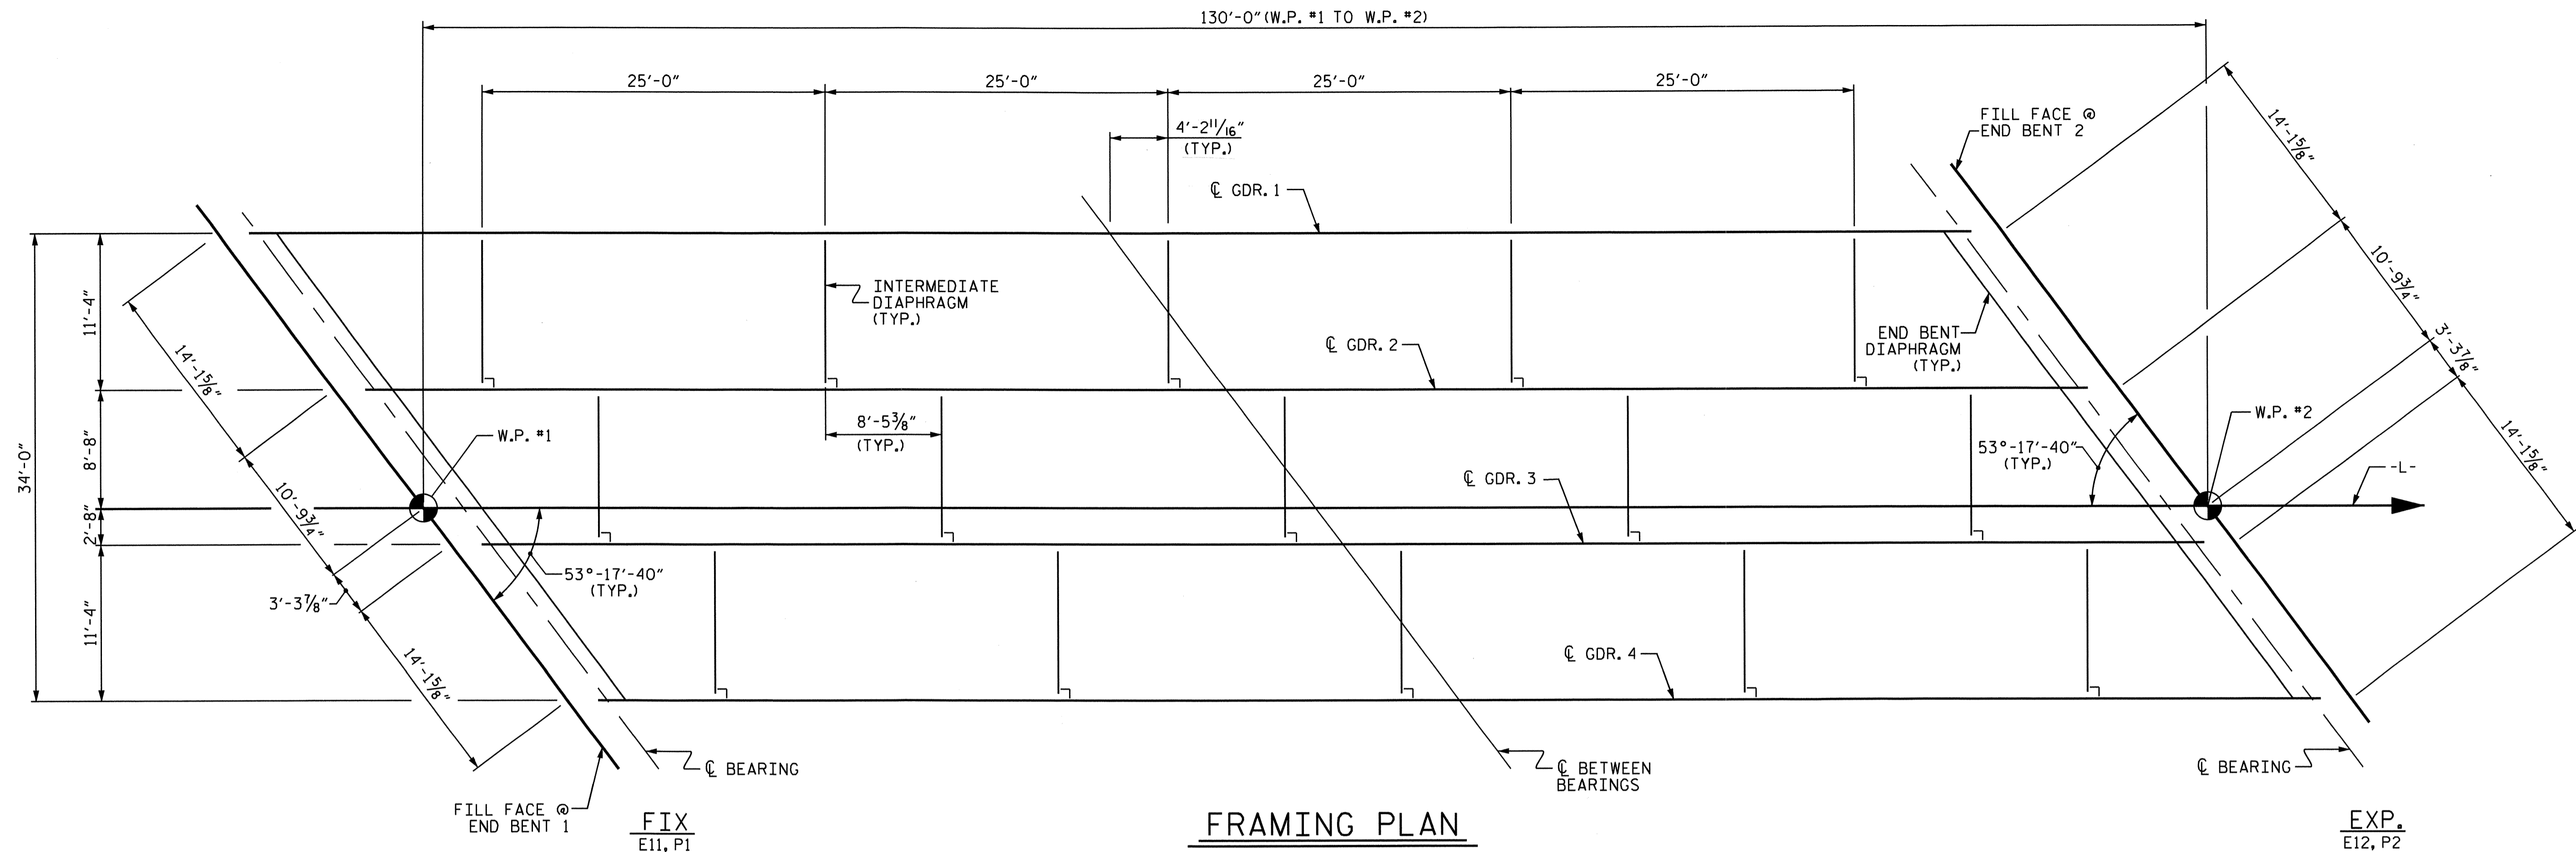 130'-0" (W.P. #1 TO W.P. #2)
25'-0"
25'-0"
25'-0"
25'-0"
4'-2 11/16"
(TYP.)
FILL FACE @
END BENT 2
14'-1 5/8"
10'-9 3/4"
3'-3 7/8"
14'-1 5/8"
℄ GDR. 1
INTERMEDIATE
DIAPHRAGM
(TYP.)
END BENT
DIAPHRAGM
(TYP.)
℄ GDR. 2
34'-0"
11'-4"
8'-8"
2'-8"
11'-4"
14'-1 5/8"
10'-9 3/4"
3'-3 7/8"
14'-1 5/8"
W.P. #1
8'-5 3/8"
(TYP.)
W.P. #2
53°-17'-40"
(TYP.)
-L-
℄ GDR. 3
53°-17'-40"
(TYP.)
℄ GDR. 4
℄ BEARING
℄ BETWEEN
BEARINGS
℄ BEARING
FILL FACE @
END BENT 1
FIX
E11, P1
FRAMING PLAN
EXP.
E12, P2